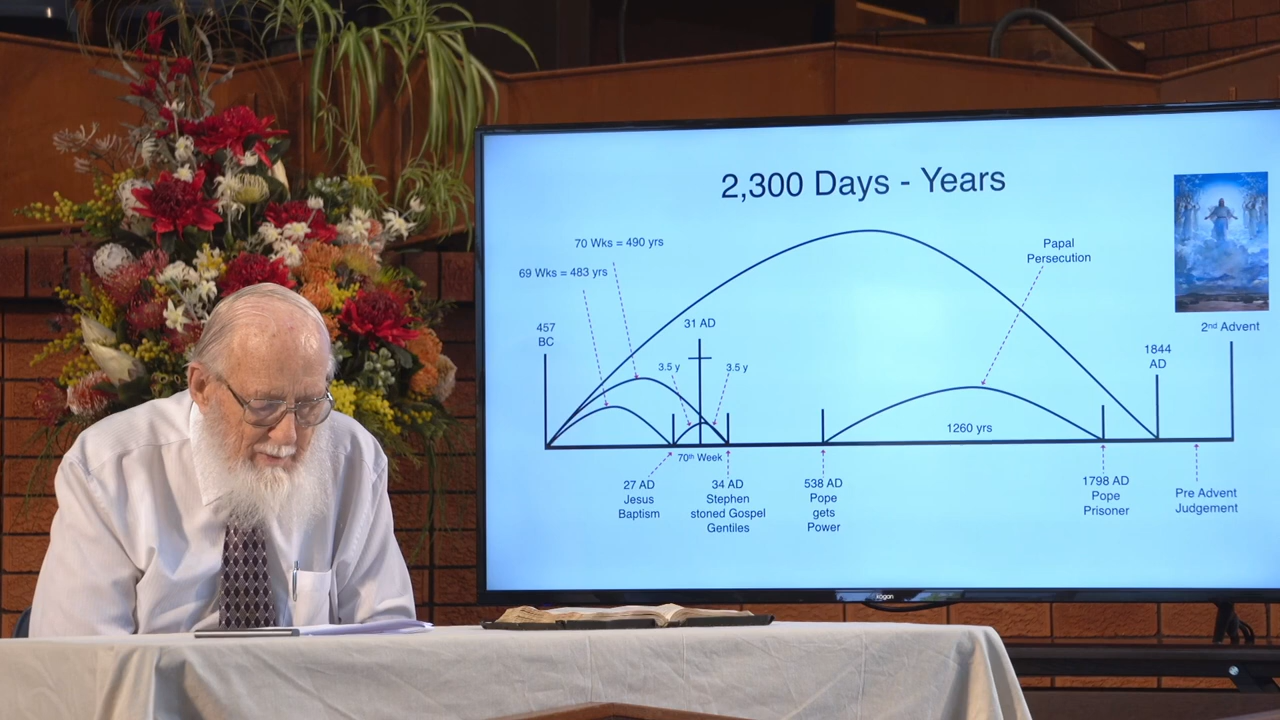 2,300 Days - Years
70 Wks = 490 yrs
69 Wks = 483 yrs
Papal
Persecution
457
BC
31 AD
3.5 y
3.5 y
2nd Advent
1844
AD
1260 yrs
70th Week
27 AD
Jesus
Baptism
34 AD
Stephen
stoned Gospel
Gentiles
538 AD
Pope
gets
Power
1798 AD
Pope
Prisoner
Pre Advent
Judgement
kogan